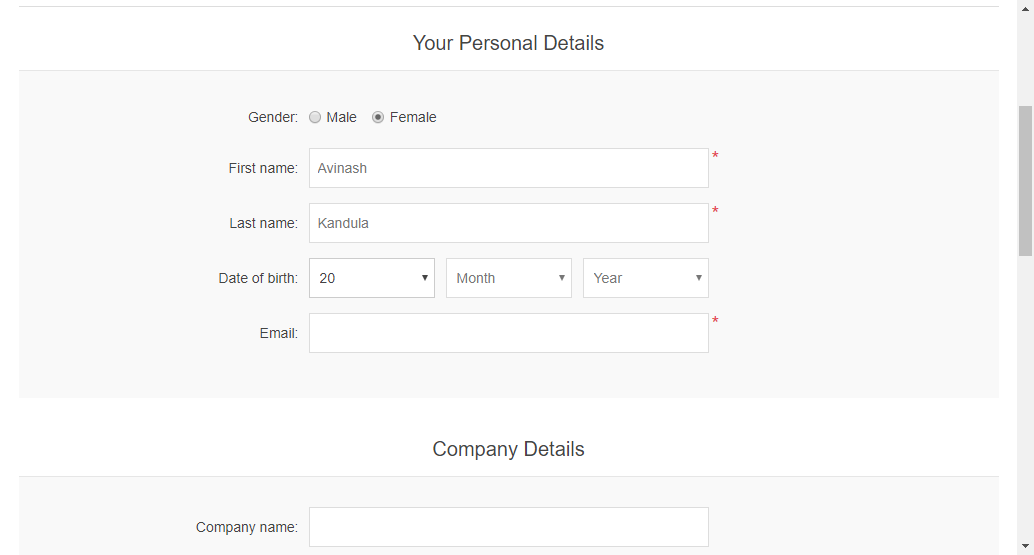 Your Personal Details
Gender: Male Female
First name: Avinash *
Last name: Kandula *
Date of birth: 20 Month Year
Email: *
Company Details
Company name: